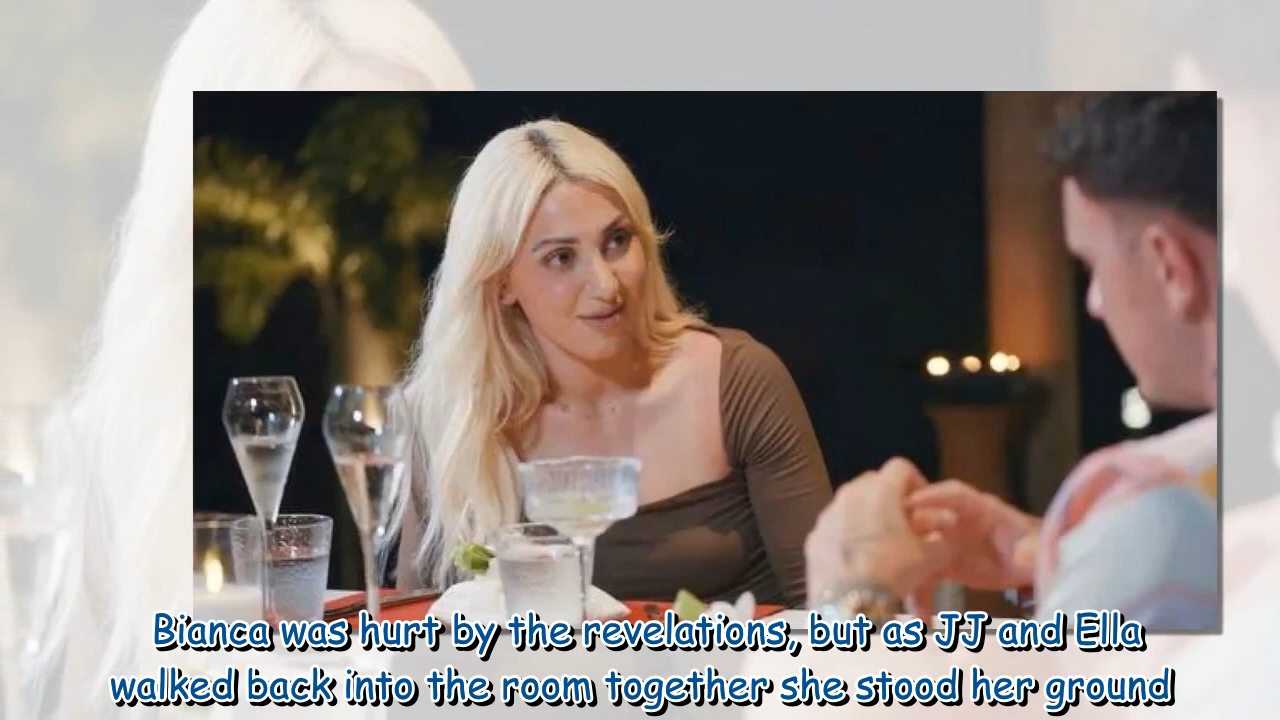 Bianca was hurt by the revelations, but as JJ and Ella
walked back into the room together she stood her ground